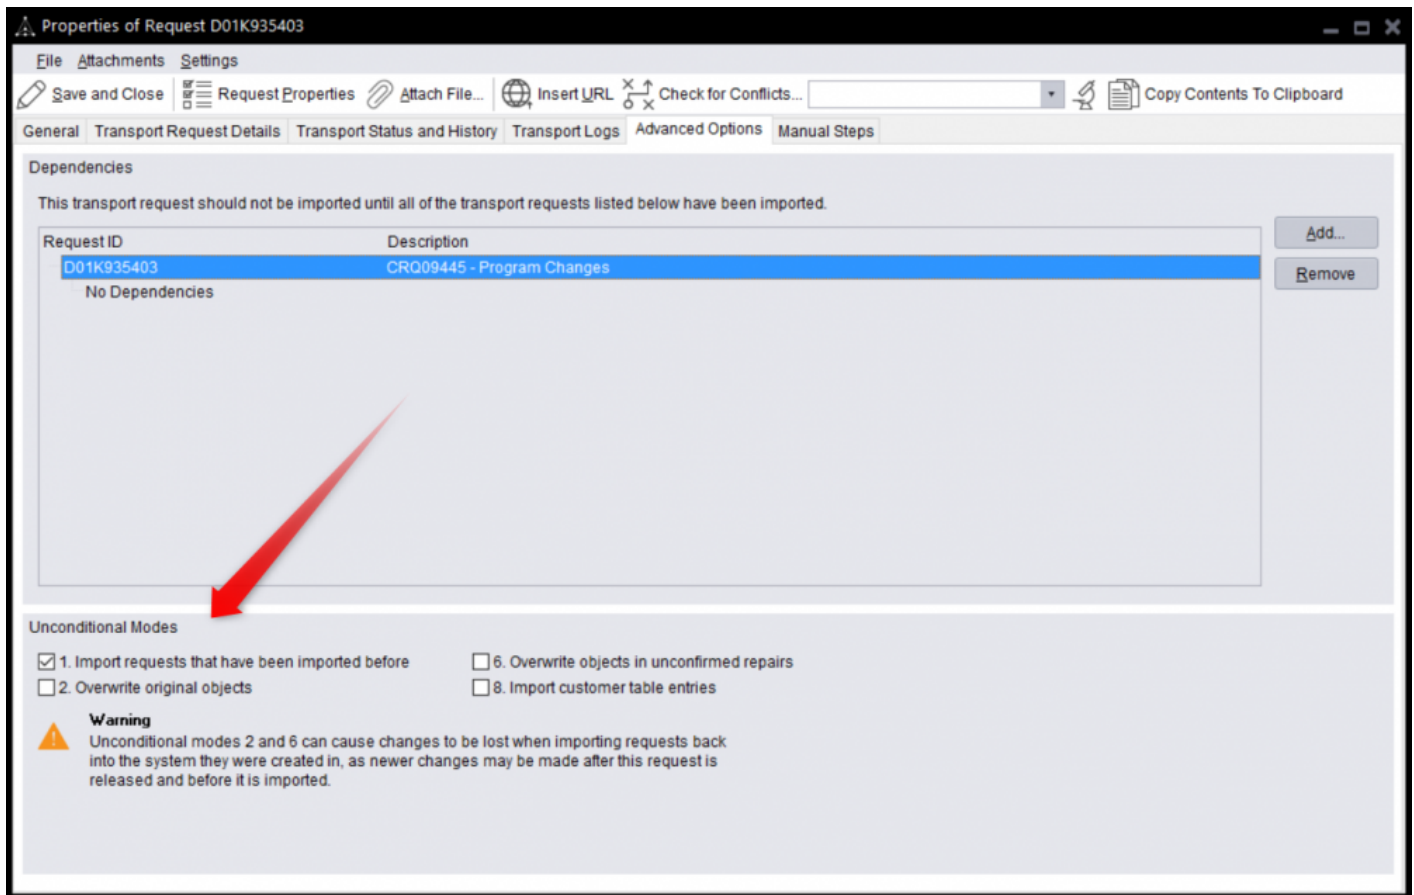 Properties of Request D01K935403
File Attachments Settings
Save and Close Request Properties Attach File... Insert URL Check for Conflicts... Copy Contents To Clipboard
General Transport Request Details Transport Status and History Transport Logs Advanced Options Manual Steps
Dependencies
This transport request should not be imported until all of the transport requests listed below have been imported.
Request ID Description
Add...
D01K935403 CRQ09445 - Program Changes
Remove
No Dependencies
Unconditional Modes
1. Import requests that have been imported before 6. Overwrite objects in unconfirmed repairs
2. Overwrite original objects 8. Import customer table entries
Warning
Unconditional modes 2 and 6 can cause changes to be lost when importing requests back
into the system they were created in, as newer changes may be made after this request is
released and before it is imported.